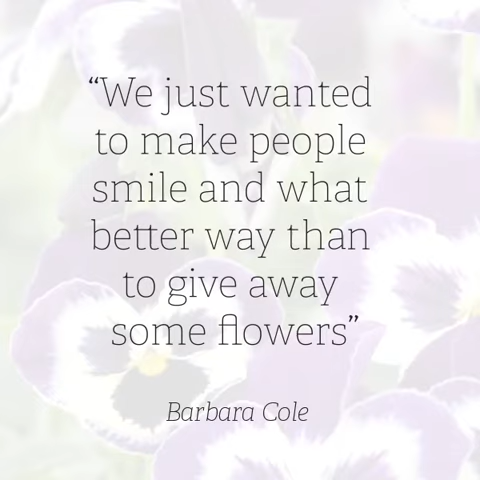 “We just wanted
to make people
smile and what
better way than
to give away
some flowers”
Barbara Cole